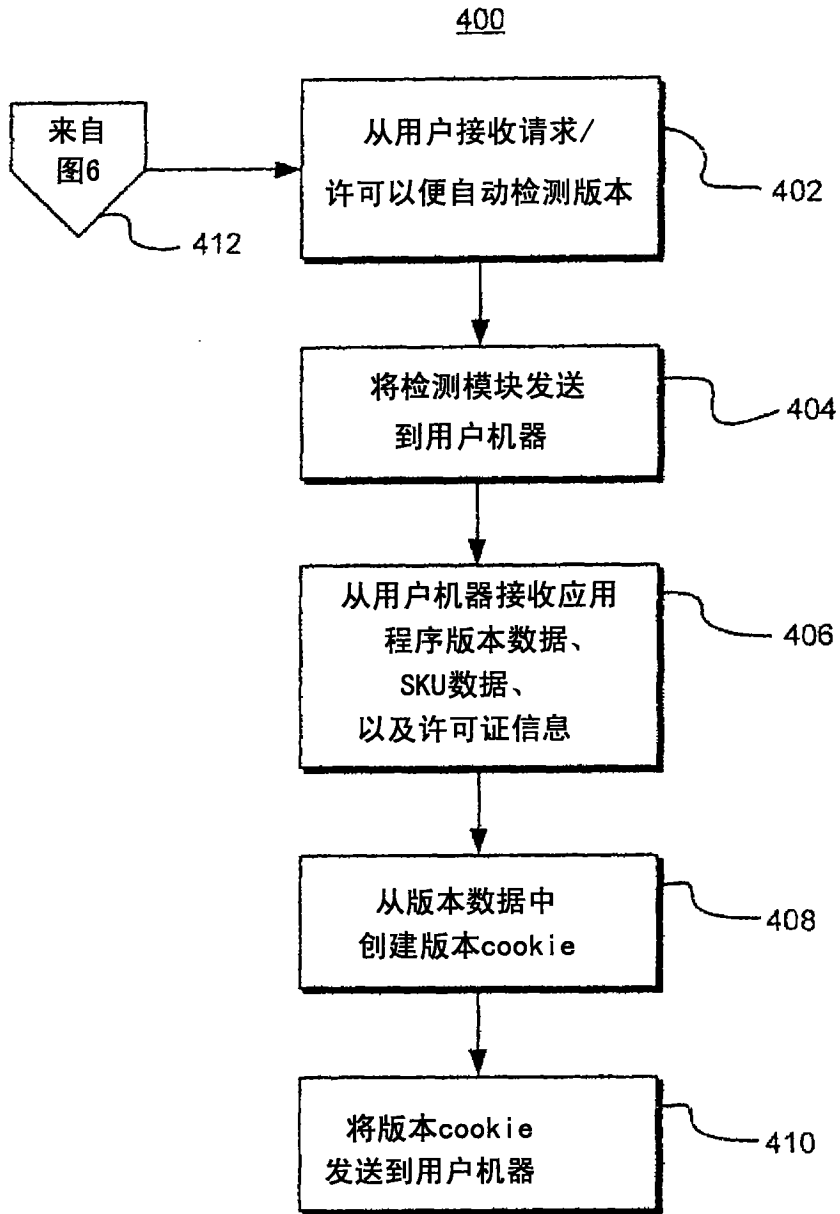 400
来自
图6
412
从用户接收请求/
许可以便自动检测版本
402
将检测模块发送
到用户机器
404
从用户机器接收应用
程序版本数据、
SKU数据、
以及许可证信息
406
从版本数据中
创建版本cookie
408
将版本cookie
发送到用户机器
410